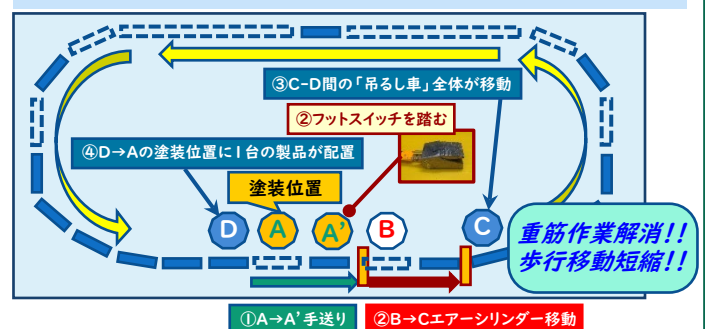 ③C-D間の「吊るし車」全体が移動
②フットスイッチを踏む
④D→Aの塗装位置に1台の製品が配置
塗装位置
D A A' B C
重筋作業解消!!
歩行移動短縮!!
①A→A'手送り ②B→Cエアーシリンダー移動